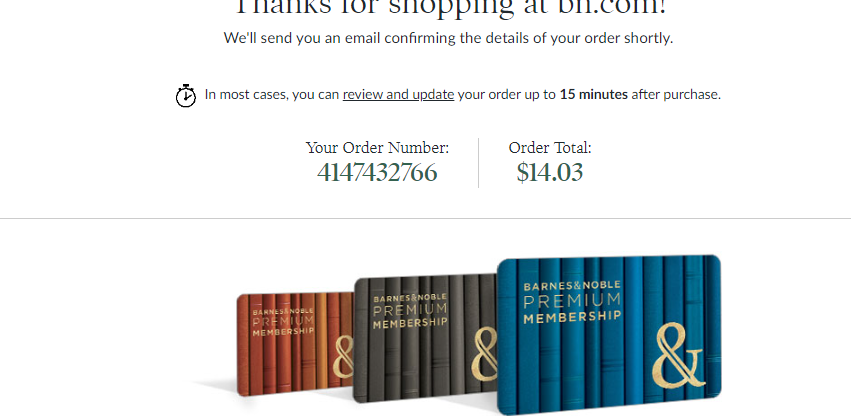 Thanks for shopping at bn.com!
We'll send you an email confirming the details of your order shortly.
In most cases, you can review and update your order up to 15 minutes after purchase.
Your Order Number:
4147432766
Order Total:
$14.03
BARNES&NOBLE
PREMIUM
MEMBERSHIP
&
BARNES&NOBLE
PREMIUM
MEMBERSHIP
&
BARNES&NOBLE
PREMIUM
MEMBERSHIP
&